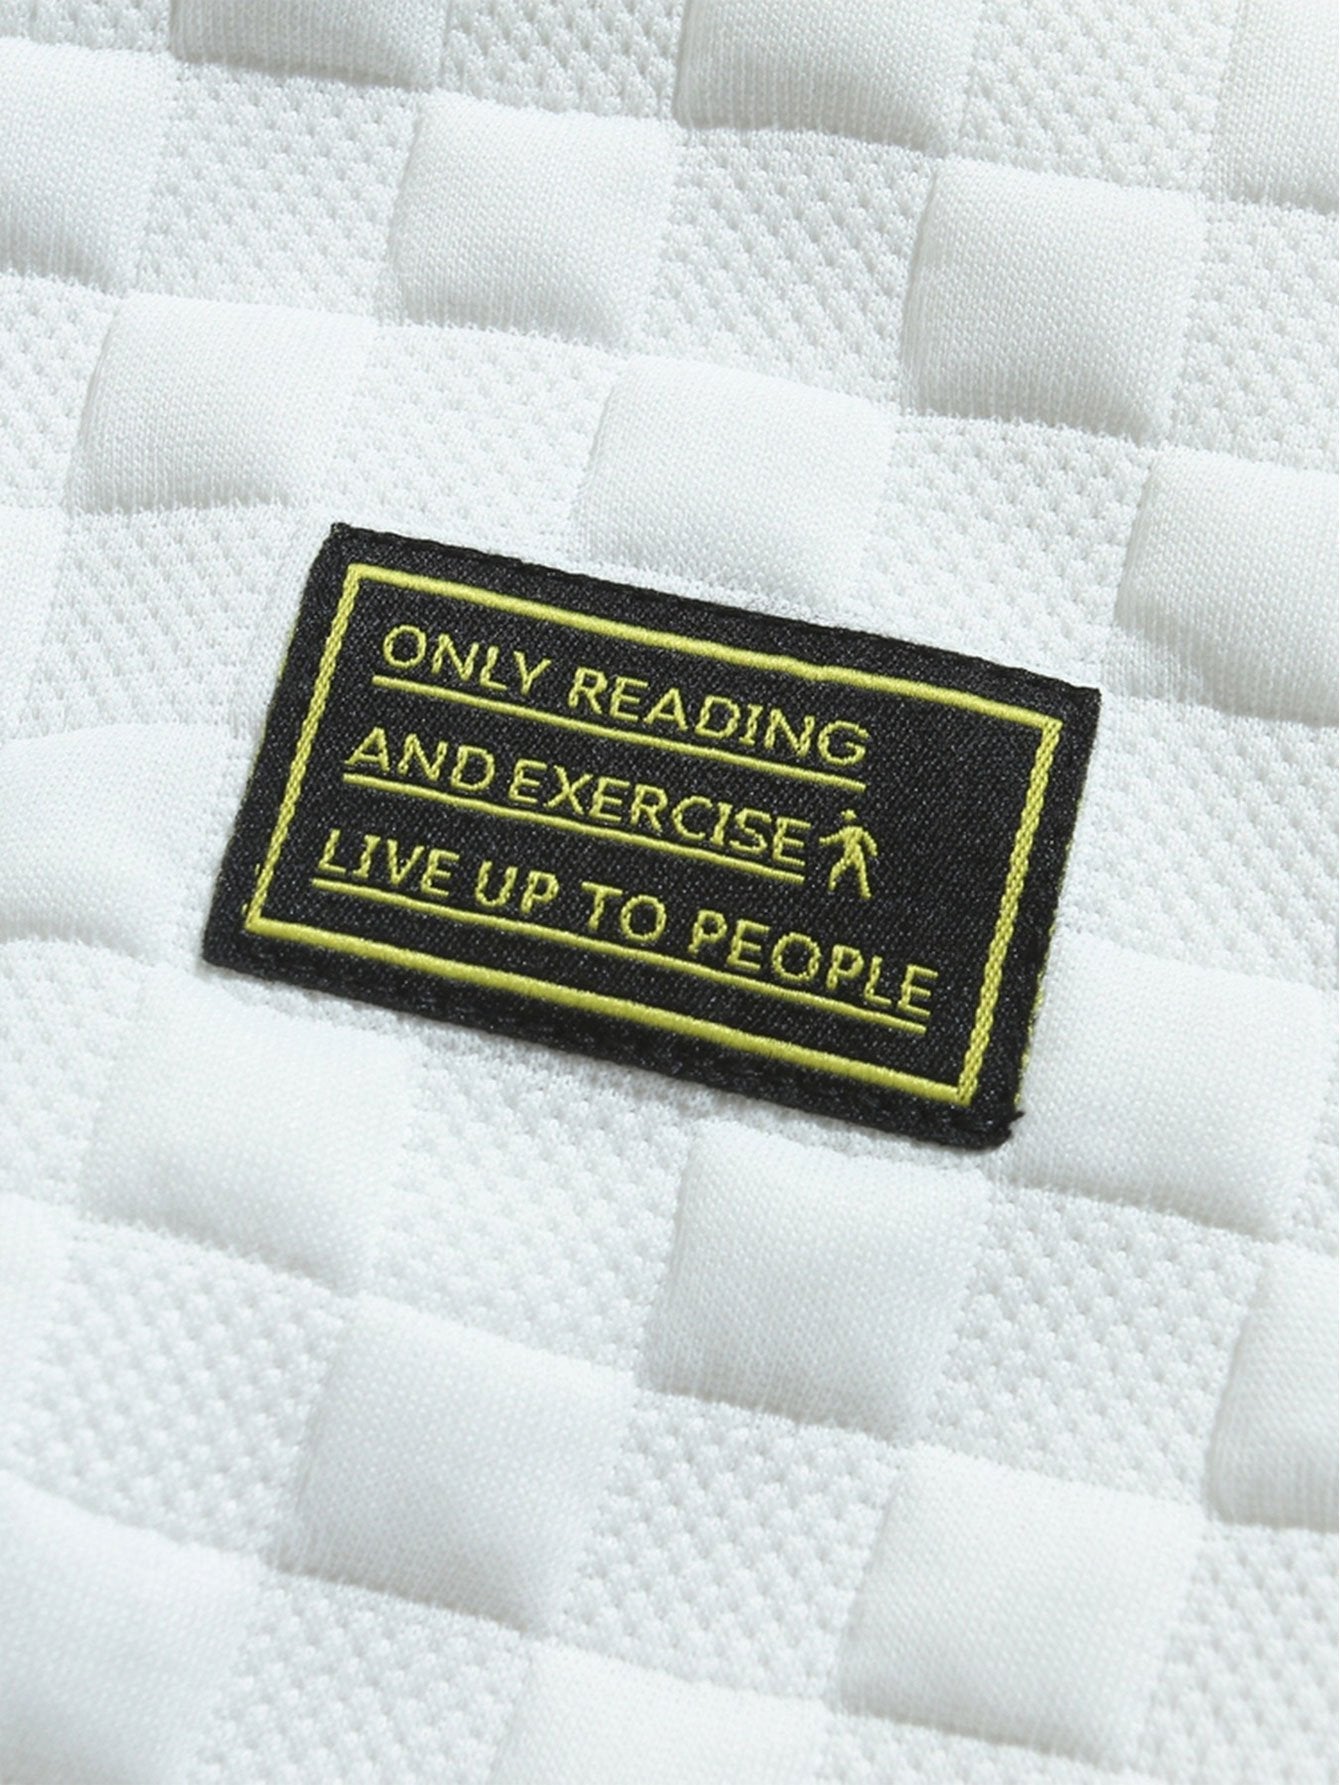 ONLY READING
AND EXERCISE
LIVE UP TO PEOPLE